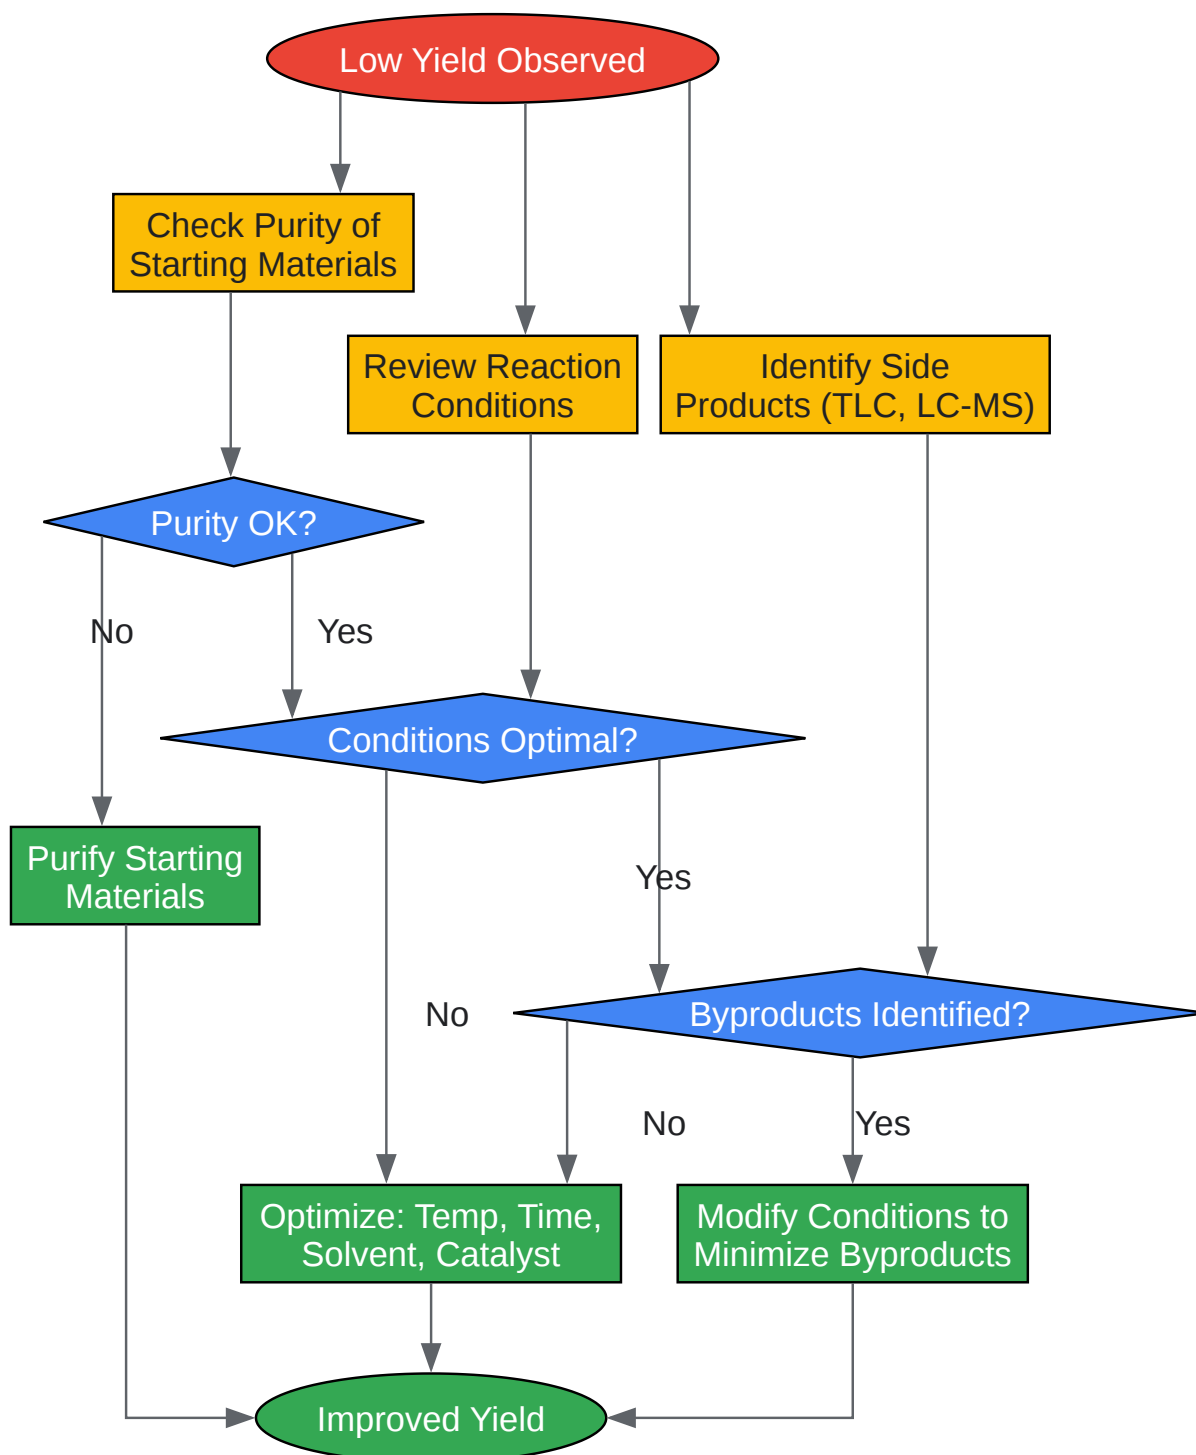 Low Yield Observed
Check Purity of
Starting Materials
Review Reaction
Conditions
Identify Side
Products (TLC, LC-MS)
Purity OK?
No
Yes
Conditions Optimal?
Purify Starting
Materials
Yes
No
Byproducts Identified?
No
Yes
Optimize: Temp, Time,
Solvent, Catalyst
Modify Conditions to
Minimize Byproducts
Improved Yield